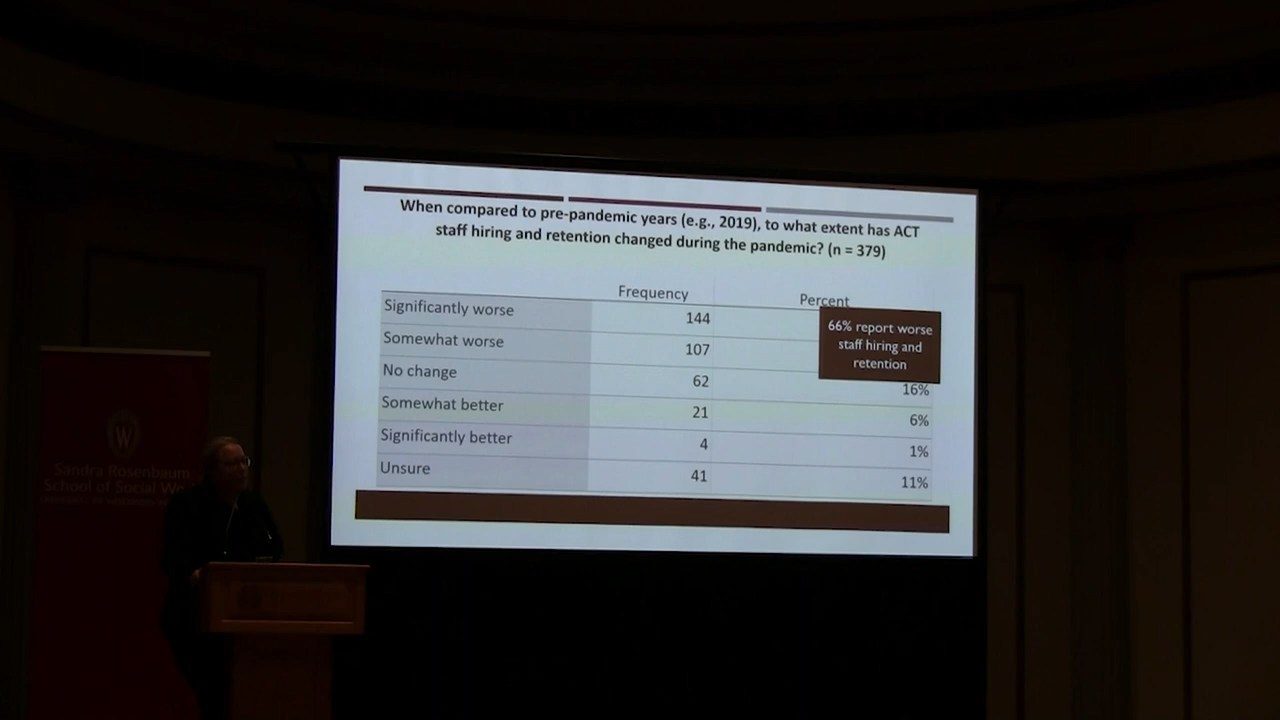 When compared to pre-pandemic years (e.g., 2019), to what extent has ACT
staff hiring and retention changed during the pandemic? (n = 379)
Frequency Percent
Significantly worse 144
Somewhat worse 107
No change 62 16%
Somewhat better 21 6%
Significantly better 4 1%
Unsure 41 11%
66% report worse
staff hiring and
retention
W
Sandra Rosenbaum
School of Social Wo